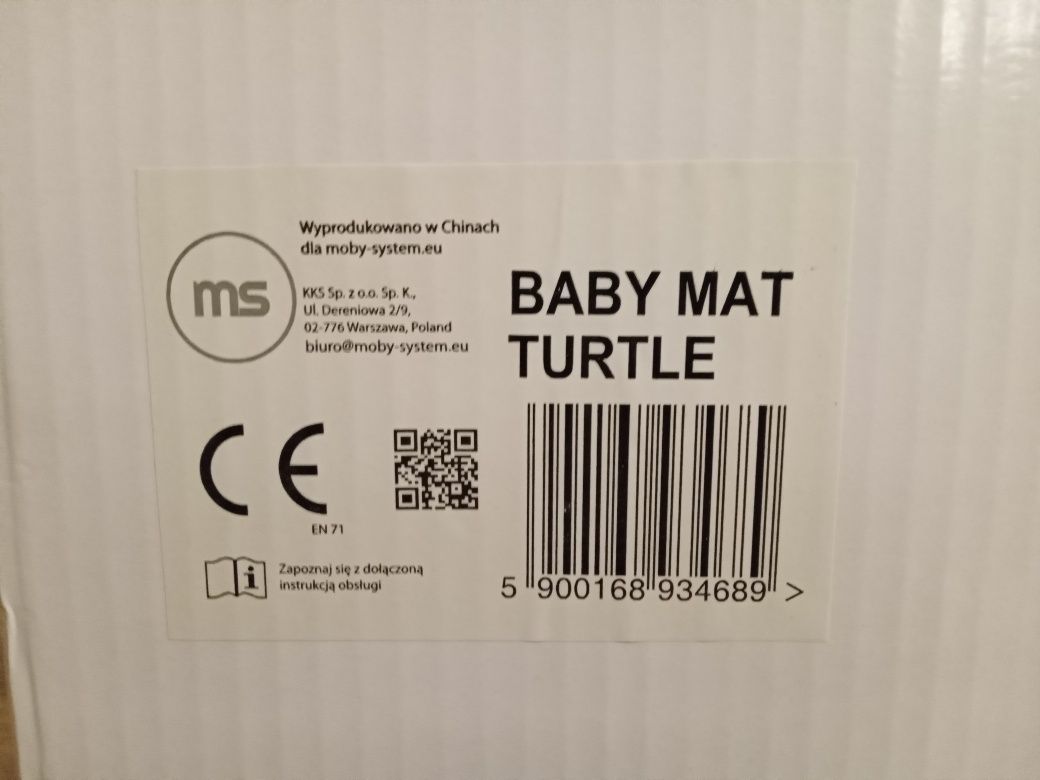 Wyprodukowano w Chinach
dla moby-system.eu
ms
KKS Sp. z o.o. Sp. K.,
Ul. Dereniowa 2/9,
02-776 Warszawa, Poland
biuro@moby-system.eu
BABY MAT
TURTLE
CE
EN 71
Zapoznaj się z dołączoną
instrukcją obsługi
5 900168 934689 >